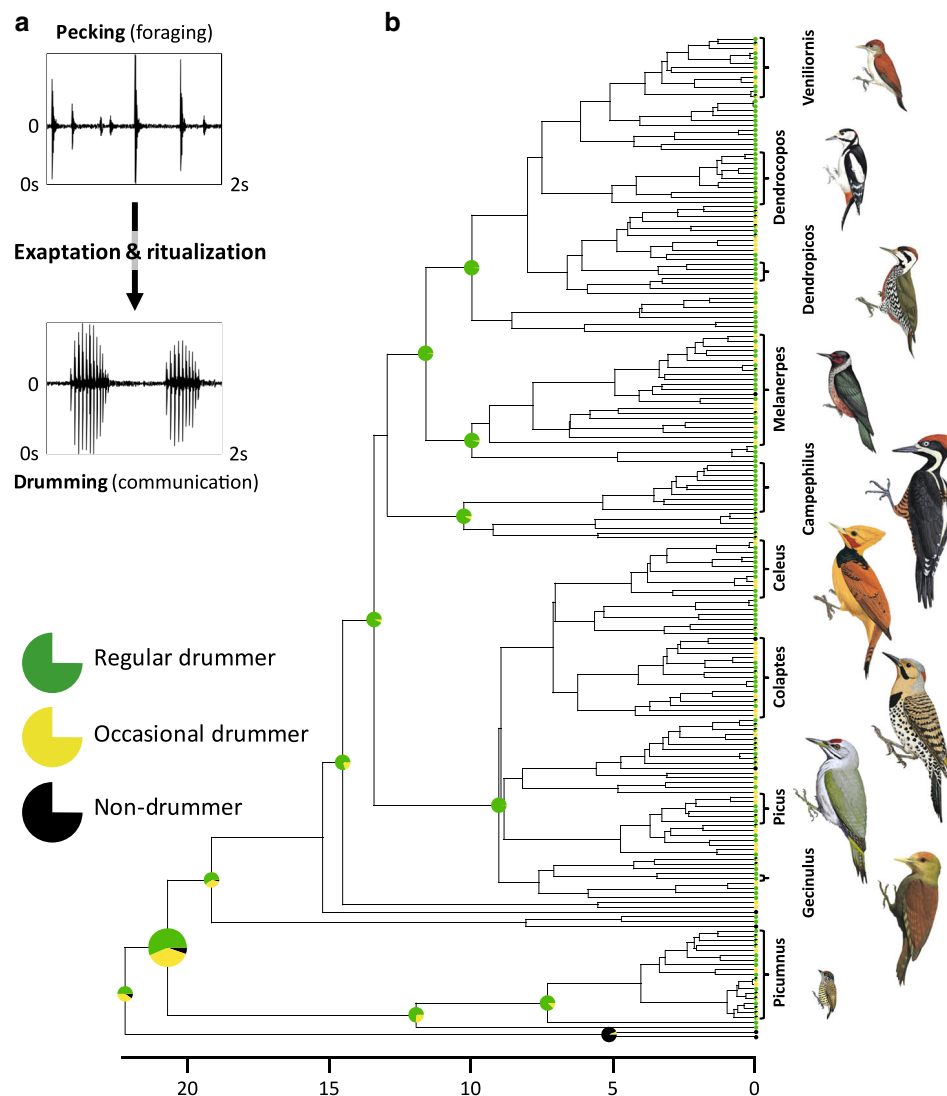 a
Pecking (foraging)
0
0s 2s
Exaptation & ritualization
0
0s 2s
Drumming (communication)
Regular drummer
Occasional drummer
Non-drummer
b
Veniliornis
Dendrocopos
Dendropicos
Melanerpes
Campephilus
Celeus
Colaptes
Picus
Gecinulus
Picumnus
20 15 10 5 0